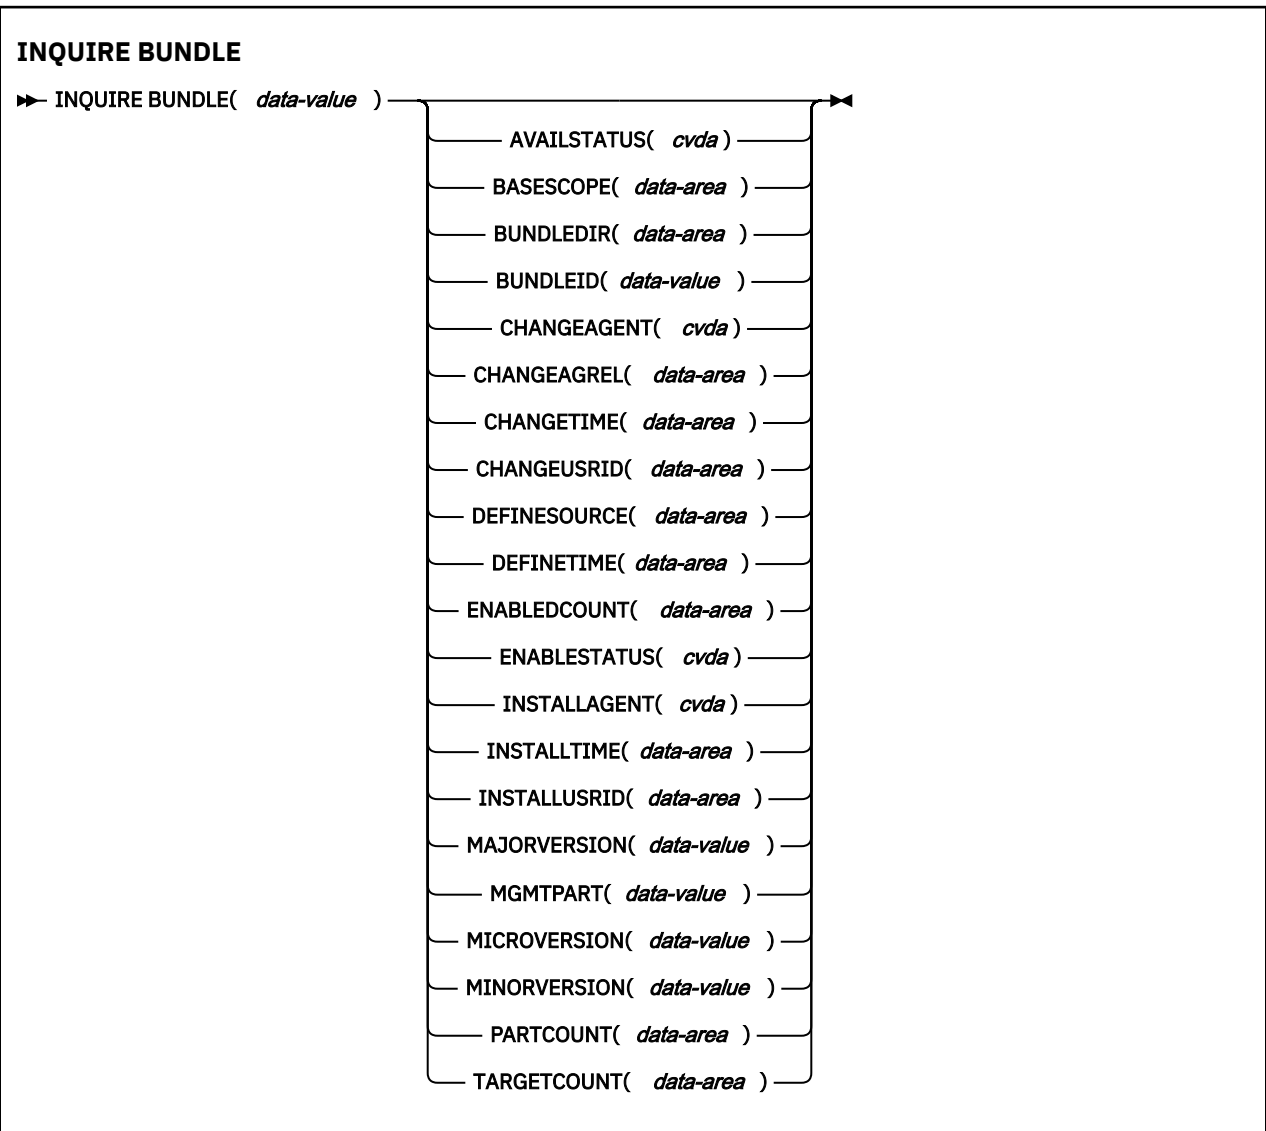 INQUIRE BUNDLE
INQUIRE BUNDLE( data-value )
AVAILSTATUS( cvda )
BASESCOPE( data-area )
BUNDLEDIR( data-area )
BUNDLEID( data-value )
CHANGEAGENT( cvda )
CHANGEAGREL( data-area )
CHANGETIME( data-area )
CHANGEUSRID( data-area )
DEFINESOURCE( data-area )
DEFINETIME( data-area )
ENABLEDCOUNT( data-area )
ENABLESTATUS( cvda )
INSTALLAGENT( cvda )
INSTALLTIME( data-area )
INSTALLUSRID( data-area )
MAJORVERSION( data-value )
MGMTPART( data-value )
MICROVERSION( data-value )
MINORVERSION( data-value )
PARTCOUNT( data-area )
TARGETCOUNT( data-area )